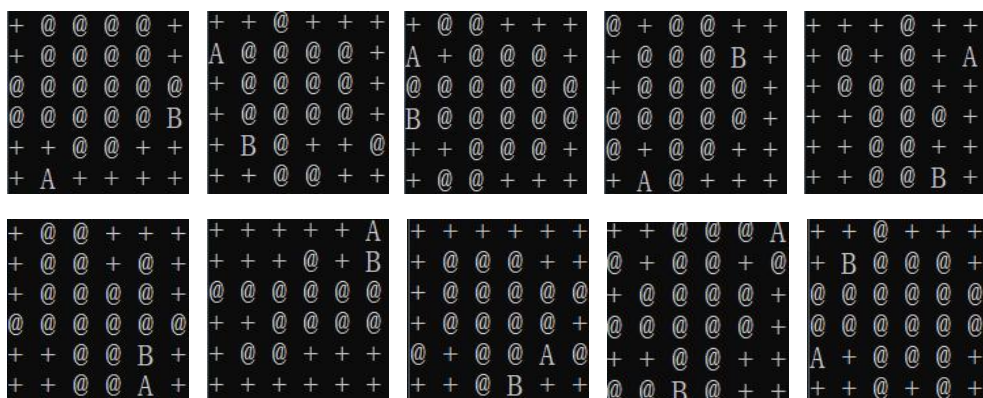 + @ @ @ @ +
+ @ @ @ @ +
@ @ @ @ @ @
@ @ @ @ @ B
+ + @ @ + +
+ A + + + +
+ + @ + + +
A @ @ @ @ +
+ @ @ @ @ +
+ @ @ @ @ +
+ B @ + + @
+ + @ @ + +
+ @ @ + + +
A + @ @ @ +
@ @ @ @ @ @
B @ @ @ @ @
+ + @ @ @ +
+ @ @ + + +
@ + @ @ + +
+ @ @ @ B +
+ @ @ @ @ +
@ @ @ @ @ +
@ + @ @ + +
+ A @ + + +
+ + + @ + +
+ @ + @ + A
+ @ @ @ + +
+ + @ @ @ +
+ + @ @ + +
+ + @ @ B +
+ @ @ + + +
+ @ @ + @ +
+ @ @ @ @ +
@ @ @ @ @ @
+ + @ @ B +
+ + @ @ A +
+ + + + + A
+ + + @ + B
@ @ @ @ @ @
+ + @ @ @ @
+ @ @ + + +
+ + + + + +
+ + + + + +
+ @ @ @ + +
+ @ @ @ @ @
+ @ @ @ @ +
@ + @ @ A @
+ + @ B + +
+ + @ @ @ A
@ + @ @ + @
+ @ @ @ @ +
@ @ @ @ @ +
+ + @ @ + +
@ @ B @ + +
+ + @ + + +
+ B @ @ @ +
@ @ @ @ @ @
@ @ @ @ @ @
A + @ @ @ +
+ + @ + @ +